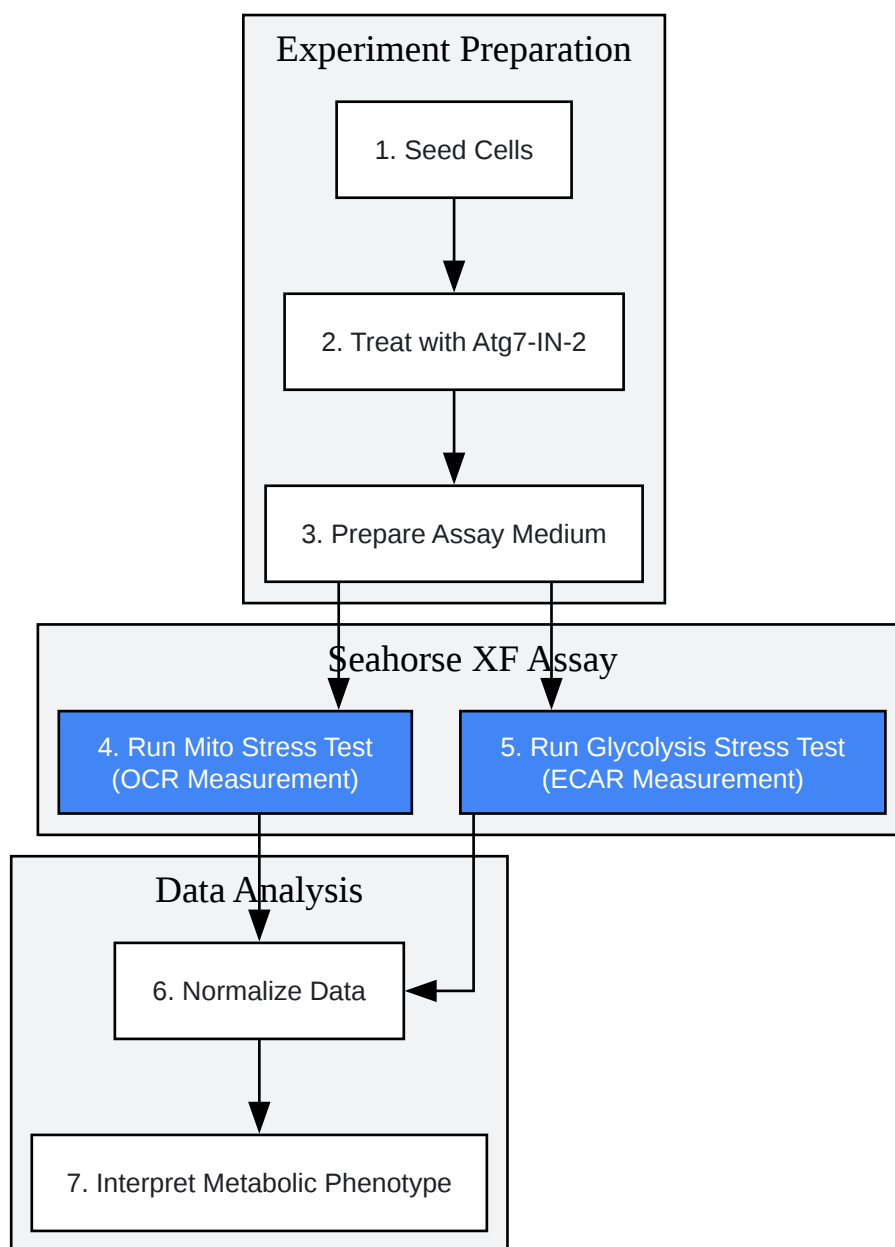 Experiment Preparation
1. Seed Cells
2. Treat with Atg7-IN-2
3. Prepare Assay Medium
Seahorse XF Assay
4. Run Mito Stress Test
(OCR Measurement)
5. Run Glycolysis Stress Test
(ECAR Measurement)
Data Analysis
6. Normalize Data
7. Interpret Metabolic Phenotype